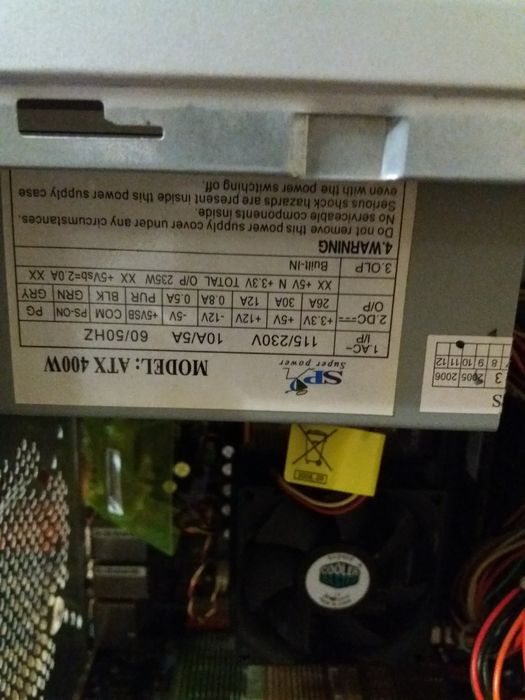 SP
Super power
MODEL: ATX 400W
1.AC~ I/P 115/230V 10A/5A 60/50HZ
2.DC O/P +3.3V +5V +12V -12V -5V +5VSB COM PS-ON PG
26A 30A 12A 0.8A 0.5A PUR BLK GRN GRY
XX +5V N +3.3V TOTAL O/P 235W XX +5Vsb=2.0A XX
3.OLP Built-IN
4.WARNING
Do not remove this power supply cover under any circumstances.
No serviceable components inside.
Serious shock hazards are present inside this power supply case
even with the power switching off.
S
3 2005 2006
8 9 10 11 12
COOLER